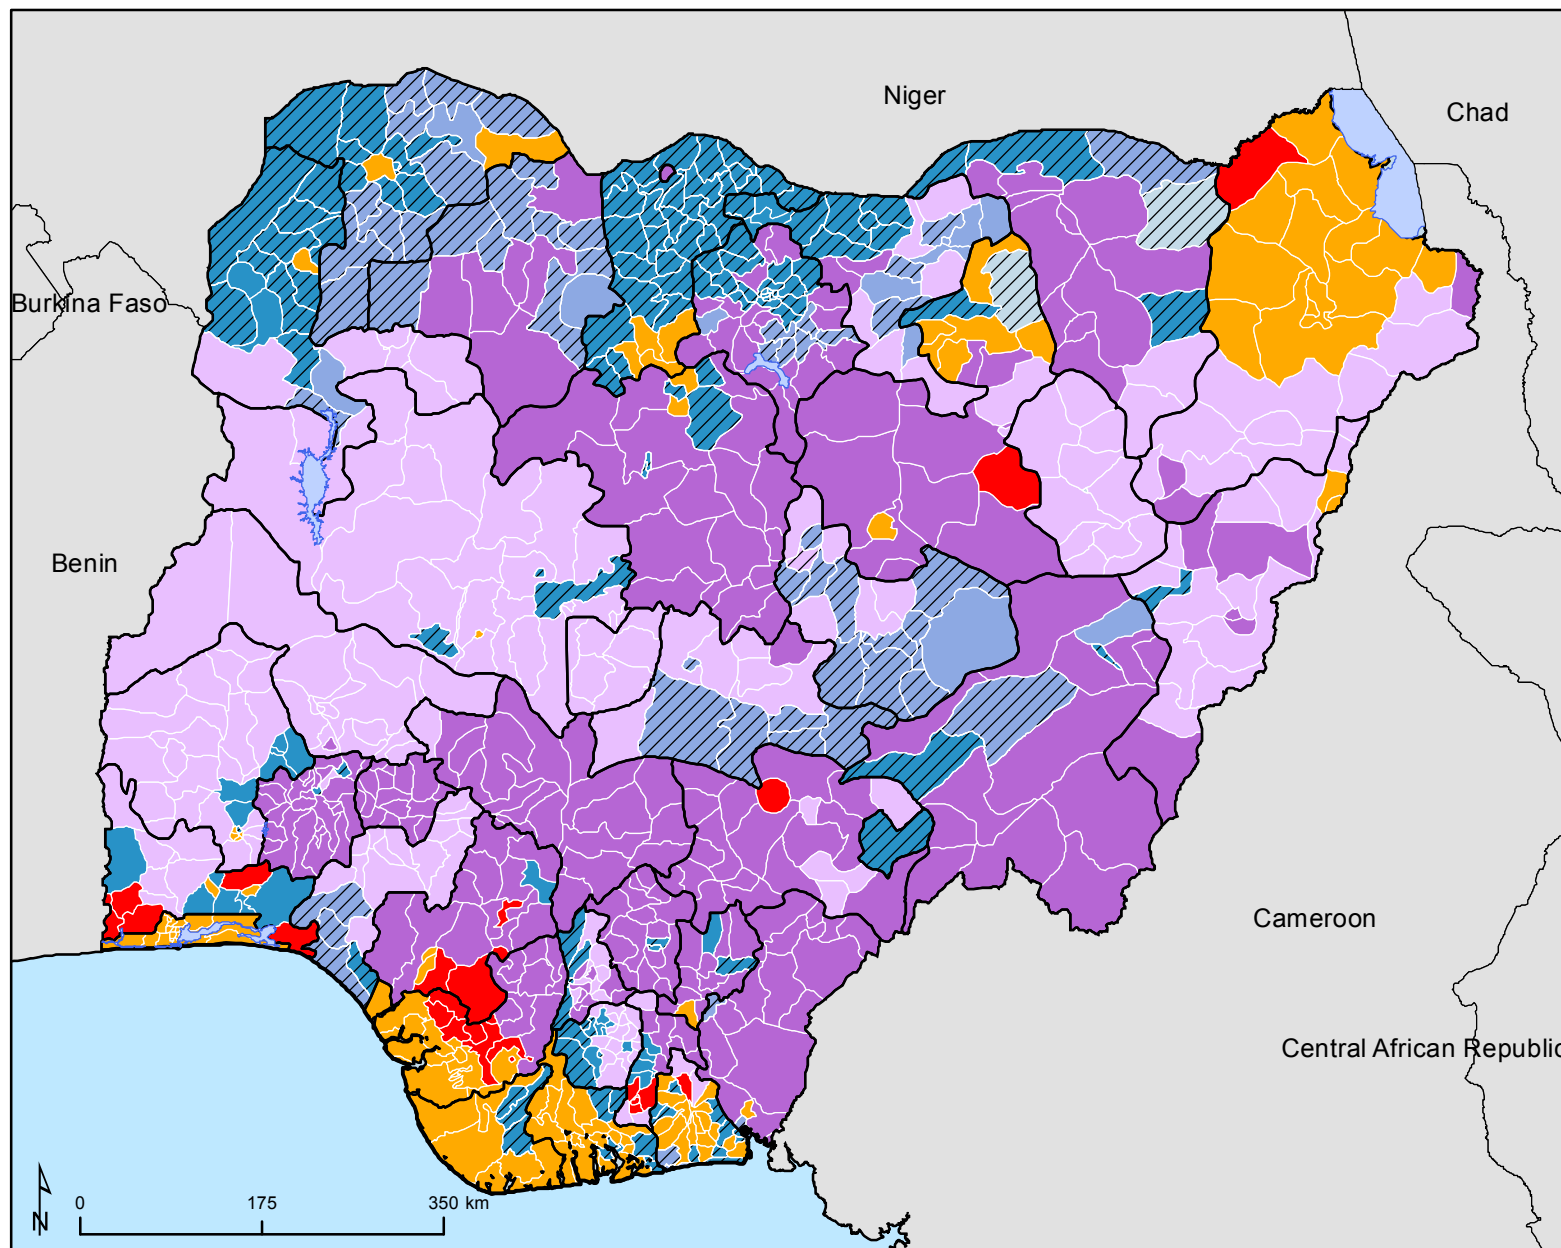 Niger
Chad
Burkina Faso
Benin
Cameroon
Central African Republic
0 175 350 km
N